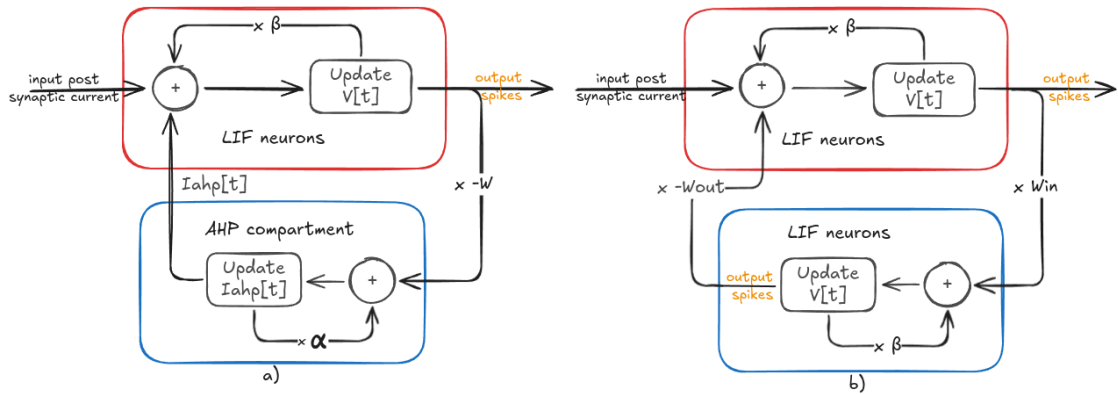 x β
input post
synaptic current
+
Update
V[t]
output
spikes
LIF neurons
Iahp[t]
x -W
AHP compartment
Update
Iahp[t]
+
x α
a)
x β
input post
synaptic current
+
Update
V[t]
output
spikes
LIF neurons
x -Wout
x Win
LIF neurons
output
spikes
Update
V[t]
+
x β
b)